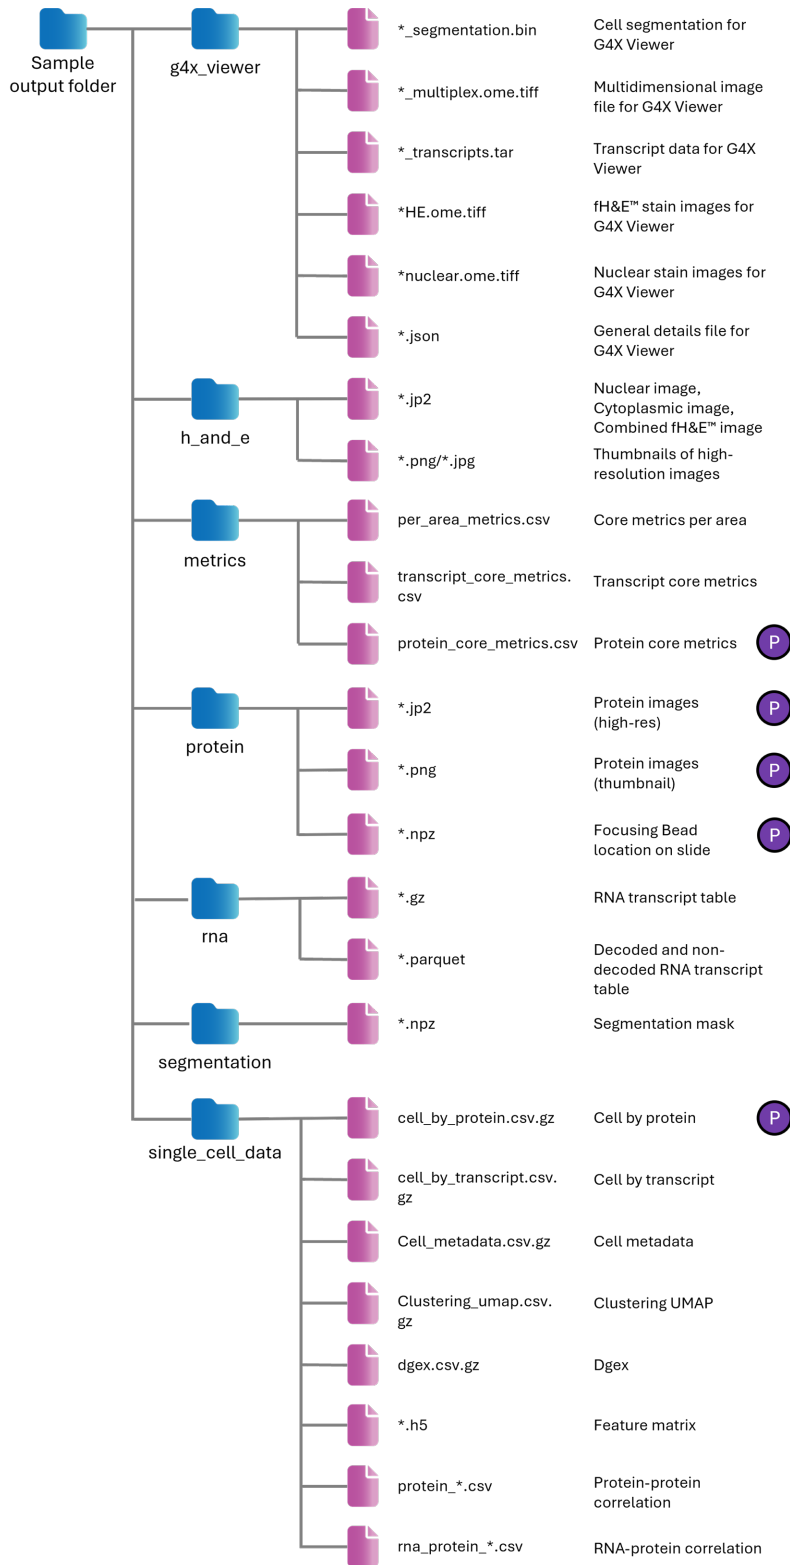 Sample
output folder
g4x_viewer
*_segmentation.bin
Cell segmentation for
G4X Viewer
*_multiplex.ome.tiff
Multidimensional image
file for G4X Viewer
*_transcripts.tar
Transcript data for G4X
Viewer
*HE.ome.tiff
fH&E™ stain images for
G4X Viewer
*nuclear.ome.tiff
Nuclear stain images for
G4X Viewer
*.json
General details file for
G4X Viewer
h_and_e
*.jp2
Nuclear image,
Cytoplasmic image,
Combined fH&E™ image
*.png/*.jpg
Thumbnails of high-
resolution images
metrics
per_area_metrics.csv
Core metrics per area
transcript_core_metrics.
csv
Transcript core metrics
protein_core_metrics.csv
Protein core metrics
P
protein
*.jp2
Protein images
(high-res)
P
*.png
Protein images
(thumbnail)
P
*.npz
Focusing Bead
location on slide
P
rna
*.gz
RNA transcript table
*.parquet
Decoded and non-
decoded RNA transcript
table
segmentation
*.npz
Segmentation mask
single_cell_data
cell_by_protein.csv.gz
Cell by protein
P
cell_by_transcript.csv.
gz
Cell by transcript
Cell_metadata.csv.gz
Cell metadata
Clustering_umap.csv.
gz
Clustering UMAP
dgex.csv.gz
Dgex
*.h5
Feature matrix
protein_*.csv
Protein-protein
correlation
rna_protein_*.csv
RNA-protein correlation